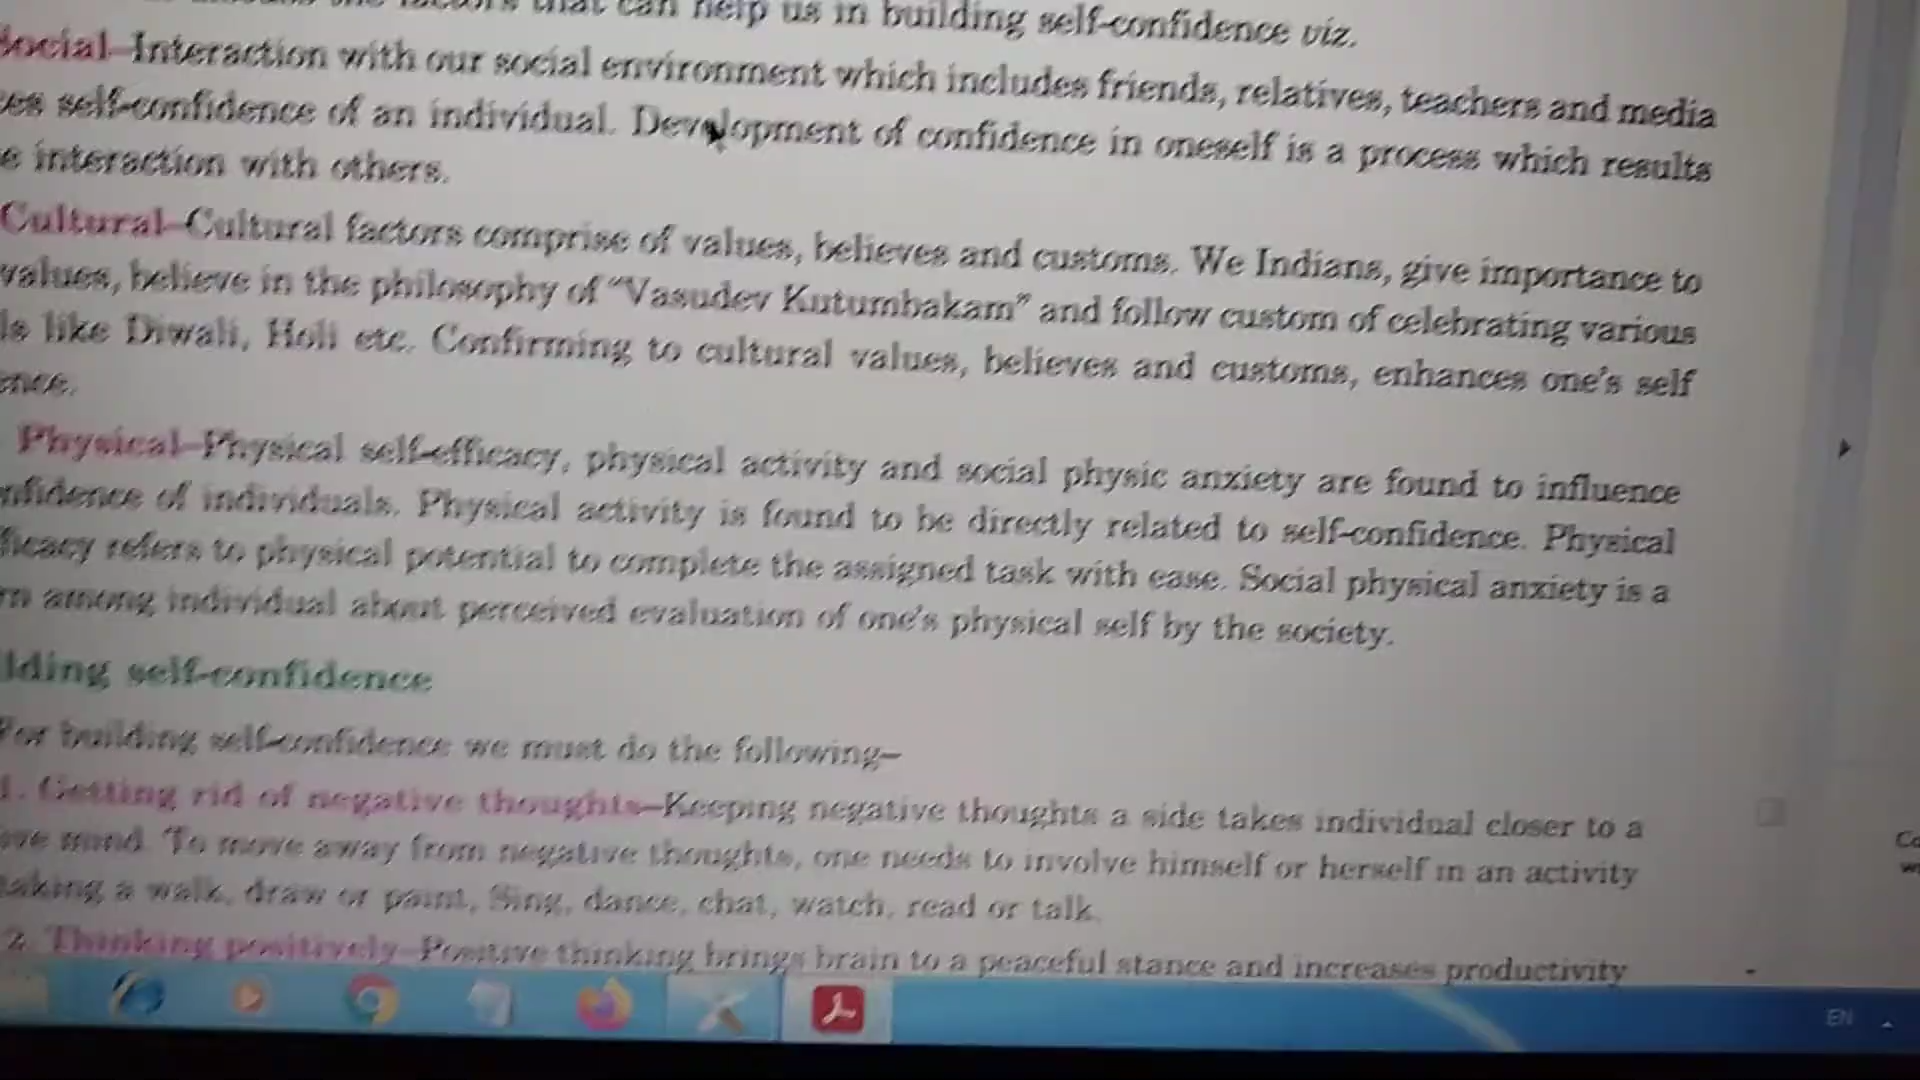 the factors that can help us in building self-confidence viz.
Social–Interaction with our social environment which includes friends, relatives, teachers and media
self-confidence of an individual. Development of confidence in oneself is a process which results
e interaction with others.
Cultural–Cultural factors comprise of values, believes and customs. We Indians, give importance to
values, believe in the philosophy of "Vasudev Kutumbakam" and follow custom of celebrating various
ls like Diwali, Holi etc. Confirming to cultural values, believes and customs, enhances one's self
ence.
Physical–Physical self-efficacy, physical activity and social physic anxiety are found to influence
nfidence of individuals. Physical activity is found to be directly related to self-confidence. Physical
ficacy refers to physical potential to complete the assigned task with ease. Social physical anxiety is a
rn among individual about perceived evaluation of one's physical self by the society.
lding self-confidence
For building self-confidence we must do the following–
1. Getting rid of negative thoughts–Keeping negative thoughts a side takes individual closer to a
ive mind. To move away from negative thoughts, one needs to involve himself or herself in an activity
taking a walk, draw or paint, Sing, dance, chat, watch, read or talk.
2. Thinking positively–Positive thinking brings brain to a peaceful stance and increases productivity
EN